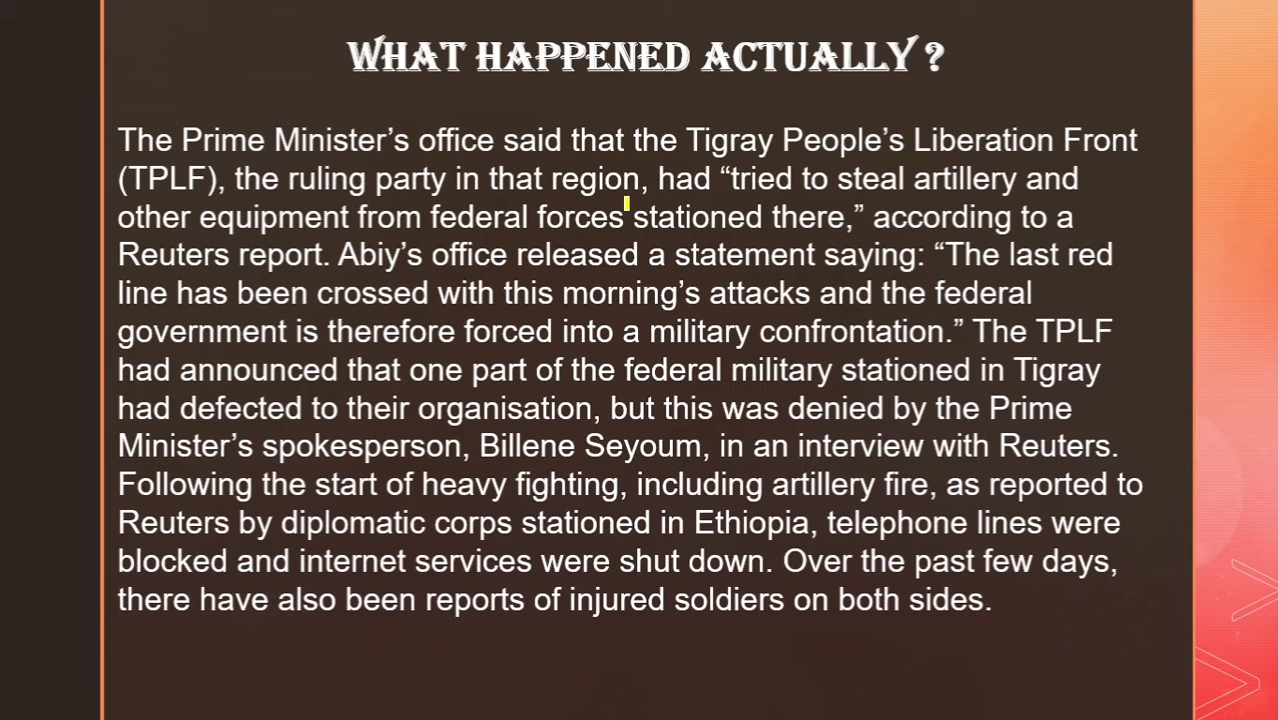 WHAT HAPPENED ACTUALLY ?
The Prime Minister’s office said that the Tigray People’s Liberation Front
(TPLF), the ruling party in that region, had “tried to steal artillery and
other equipment from federal forces stationed there,” according to a
Reuters report. Abiy’s office released a statement saying: “The last red
line has been crossed with this morning’s attacks and the federal
government is therefore forced into a military confrontation.” The TPLF
had announced that one part of the federal military stationed in Tigray
had defected to their organisation, but this was denied by the Prime
Minister’s spokesperson, Billene Seyoum, in an interview with Reuters.
Following the start of heavy fighting, including artillery fire, as reported to
Reuters by diplomatic corps stationed in Ethiopia, telephone lines were
blocked and internet services were shut down. Over the past few days,
there have also been reports of injured soldiers on both sides.